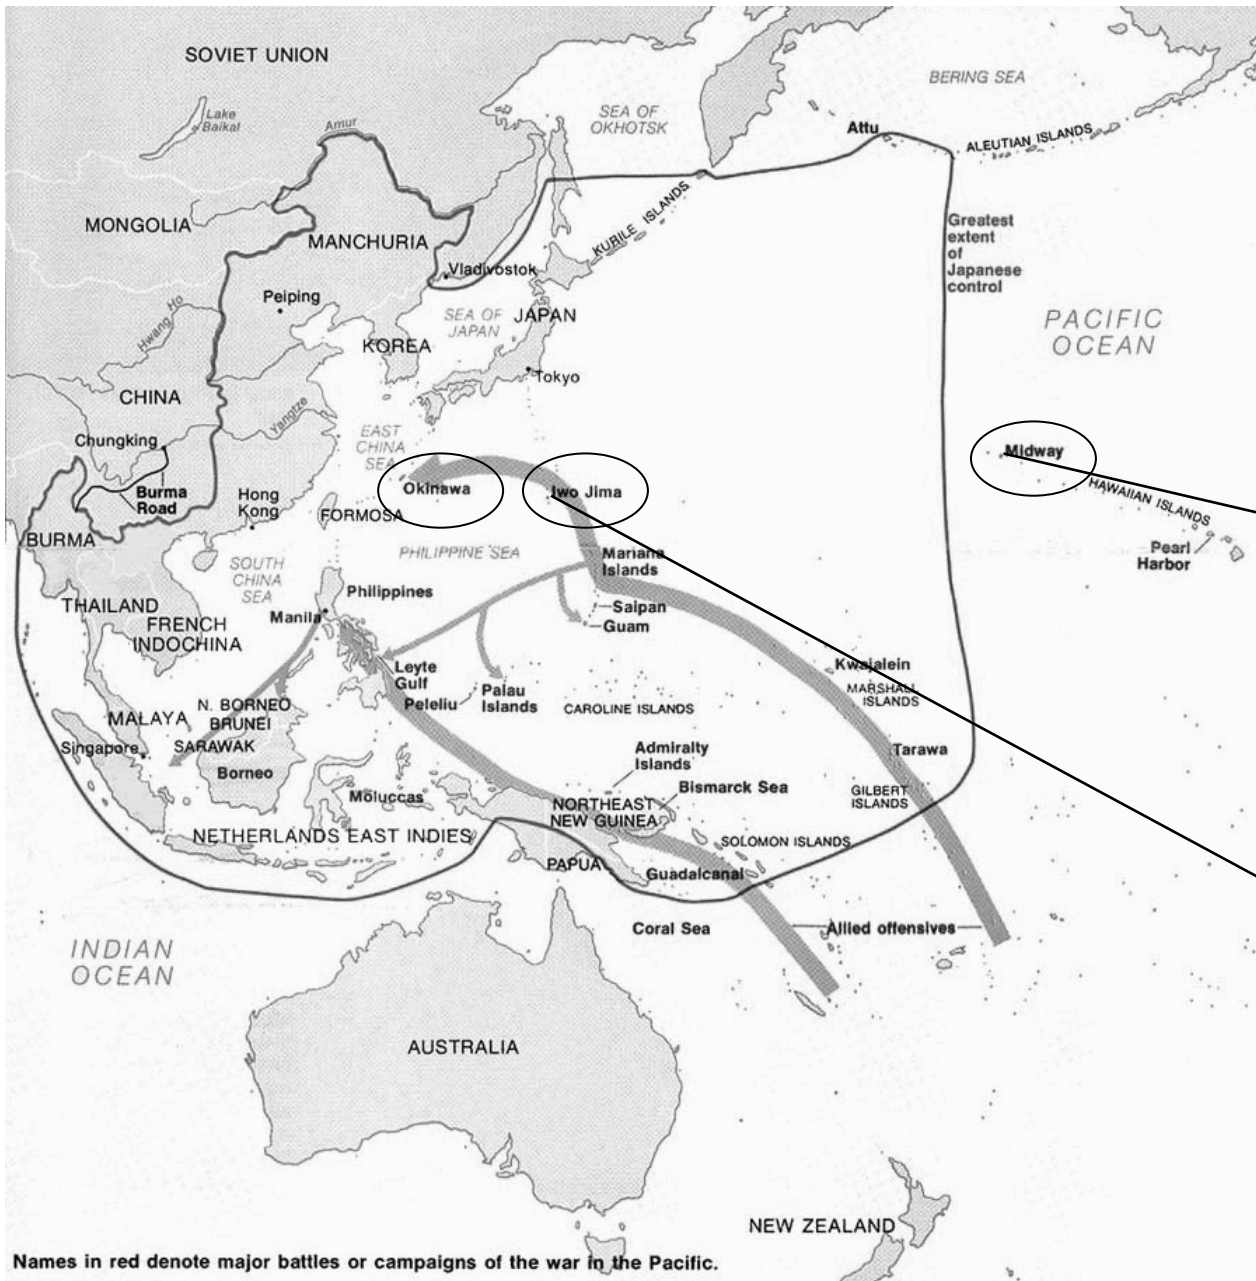 SOVIET UNION
BERING SEA
Lake
Baikal
Amur
SEA OF
OKHOTSK
Attu
ALEUTIAN ISLANDS
MONGOLIA
MANCHURIA
KURILE ISLANDS
Greatest
extent
of
Japanese
control
Vladivostok
Peiping
Hwang Ho
SEA OF
JAPAN
JAPAN
PACIFIC
OCEAN
KOREA
Tokyo
CHINA
Yangtze
Chungking
EAST
CHINA
SEA
Midway
Burma
Road
Okinawa
Iwo Jima
HAWAIIAN ISLANDS
Hong
Kong
FORMOSA
BURMA
PHILIPPINE SEA
Mariana
Islands
Pearl
Harbor
SOUTH
CHINA
SEA
Philippines
THAILAND
Manila
Saipan
Guam
FRENCH
INDOCHINA
Leyte
Gulf
Kwajalein
Peleliu
Palau
Islands
MARSHALL
ISLANDS
N. BORNEO
BRUNEI
CAROLINE ISLANDS
MALAYA
Singapore
SARAWAK
Admiralty
Islands
Tarawa
Borneo
Bismarck Sea
GILBERT
ISLANDS
Moluccas
NORTHEAST
NEW GUINEA
NETHERLANDS EAST INDIES
SOLOMON ISLANDS
PAPUA
Guadalcanal
Coral Sea
Allied offensives
INDIAN
OCEAN
AUSTRALIA
NEW ZEALAND
Names in red denote major battles or campaigns of the war in the Pacific.